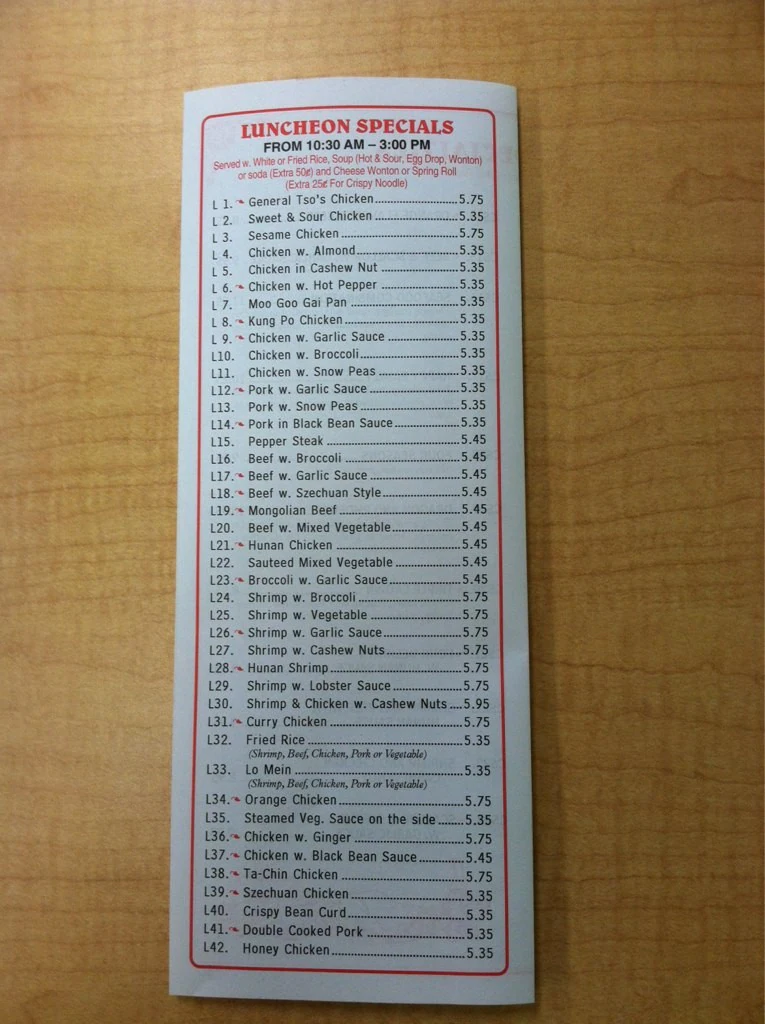 LUNCHEON SPECIALS
FROM 10:30 AM – 3:00 PM
Served w. White or Fried Rice, Soup (Hot & Sour, Egg Drop, Wonton)
or soda (Extra 50¢) and Cheese Wonton or Spring Roll
(Extra 25¢ For Crispy Noodle)
L 1. General Tso's Chicken 5.75
L 2. Sweet & Sour Chicken 5.35
L 3. Sesame Chicken 5.75
L 4. Chicken w. Almond 5.35
L 5. Chicken in Cashew Nut 5.35
L 6. Chicken w. Hot Pepper 5.35
L 7. Moo Goo Gai Pan 5.35
L 8. Kung Po Chicken 5.35
L 9. Chicken w. Garlic Sauce 5.35
L10. Chicken w. Broccoli 5.35
L11. Chicken w. Snow Peas 5.35
L12. Pork w. Garlic Sauce 5.35
L13. Pork w. Snow Peas 5.35
L14. Pork in Black Bean Sauce 5.35
L15. Pepper Steak 5.45
L16. Beef w. Broccoli 5.45
L17. Beef w. Garlic Sauce 5.45
L18. Beef w. Szechuan Style 5.45
L19. Mongolian Beef 5.45
L20. Beef w. Mixed Vegetable 5.45
L21. Hunan Chicken 5.45
L22. Sauteed Mixed Vegetable 5.45
L23. Broccoli w. Garlic Sauce 5.45
L24. Shrimp w. Broccoli 5.75
L25. Shrimp w. Vegetable 5.75
L26. Shrimp w. Garlic Sauce 5.75
L27. Shrimp w. Cashew Nuts 5.75
L28. Hunan Shrimp 5.75
L29. Shrimp w. Lobster Sauce 5.75
L30. Shrimp & Chicken w. Cashew Nuts 5.95
L31. Curry Chicken 5.75
L32. Fried Rice 5.35
(Shrimp, Beef, Chicken, Pork or Vegetable)
L33. Lo Mein 5.35
(Shrimp, Beef, Chicken, Pork or Vegetable)
L34. Orange Chicken 5.75
L35. Steamed Veg. Sauce on the side 5.35
L36. Chicken w. Ginger 5.75
L37. Chicken w. Black Bean Sauce 5.45
L38. Ta-Chin Chicken 5.75
L39. Szechuan Chicken 5.35
L40. Crispy Bean Curd 5.35
L41. Double Cooked Pork 5.35
L42. Honey Chicken 5.35